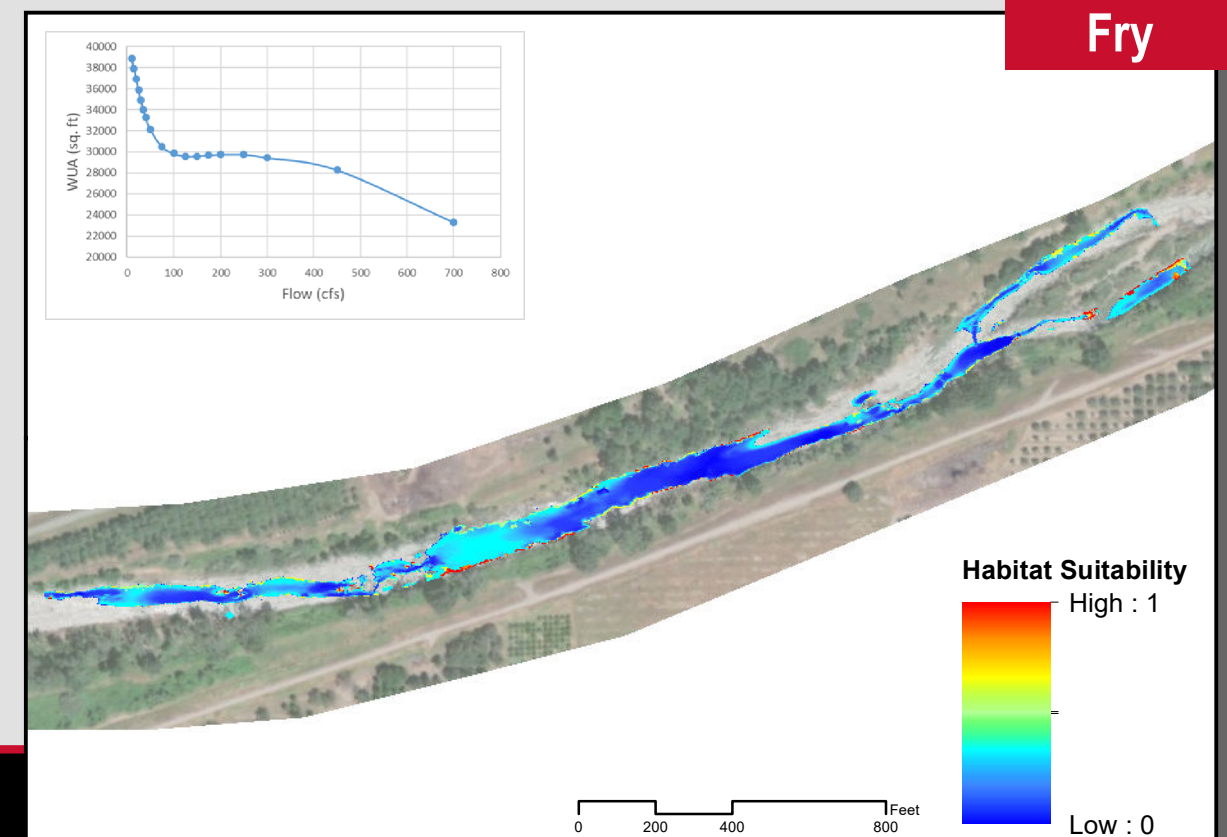 Fry
40000
38000
36000
34000
32000
30000
28000
26000
24000
22000
20000
WUA (sq. ft)
0 100 200 300 400 500 600 700 800
Flow (cfs)
Habitat Suitability
High : 1
Low : 0
Feet
0 200 400 800